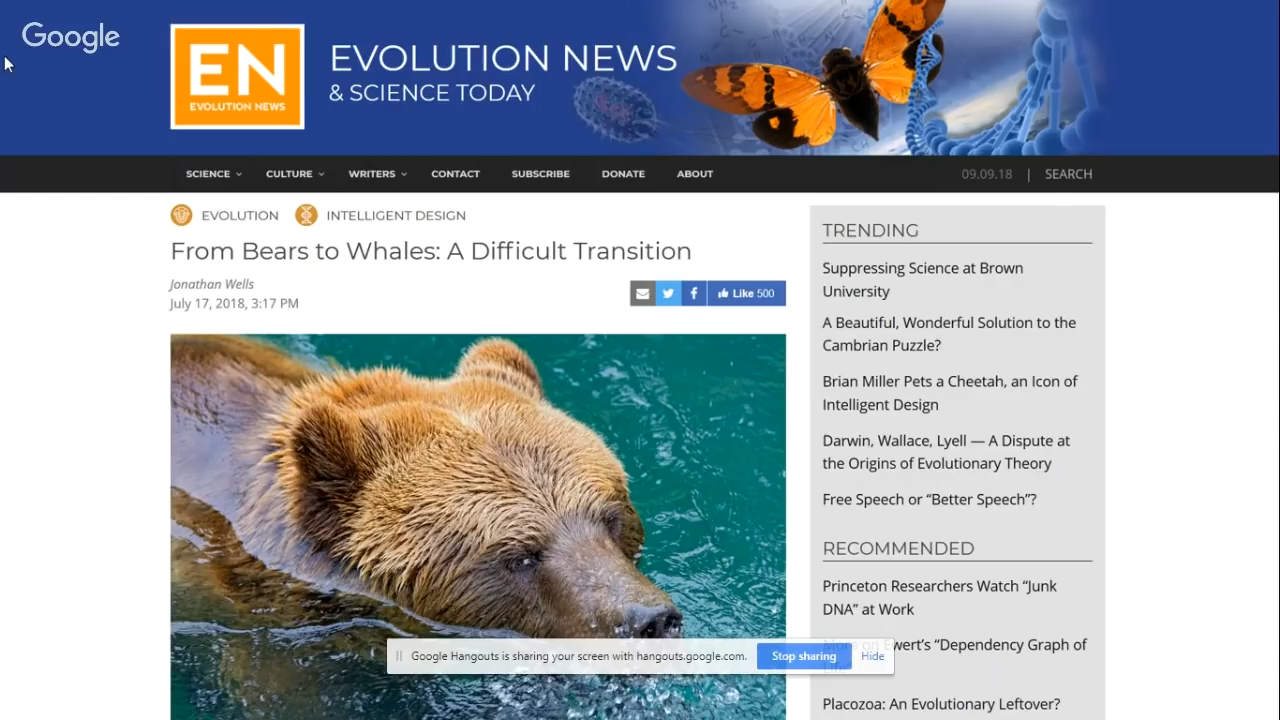 Google
EN
EVOLUTION NEWS
EVOLUTION NEWS
& SCIENCE TODAY
SCIENCE
CULTURE
WRITERS
CONTACT
SUBSCRIBE
DONATE
ABOUT
09.09.18 | SEARCH
EVOLUTION
INTELLIGENT DESIGN
From Bears to Whales: A Difficult Transition
Jonathan Wells
July 17, 2018, 3:17 PM
Like 500
TRENDING
Suppressing Science at Brown
University
A Beautiful, Wonderful Solution to the
Cambrian Puzzle?
Brian Miller Pets a Cheetah, an Icon of
Intelligent Design
Darwin, Wallace, Lyell — A Dispute at
the Origins of Evolutionary Theory
Free Speech or “Better Speech”?
RECOMMENDED
Princeton Researchers Watch “Junk
DNA” at Work
More on Ewert’s “Dependency Graph of
Life”
Placozoa: An Evolutionary Leftover?
Google Hangouts is sharing your screen with hangouts.google.com.
Stop sharing
Hide